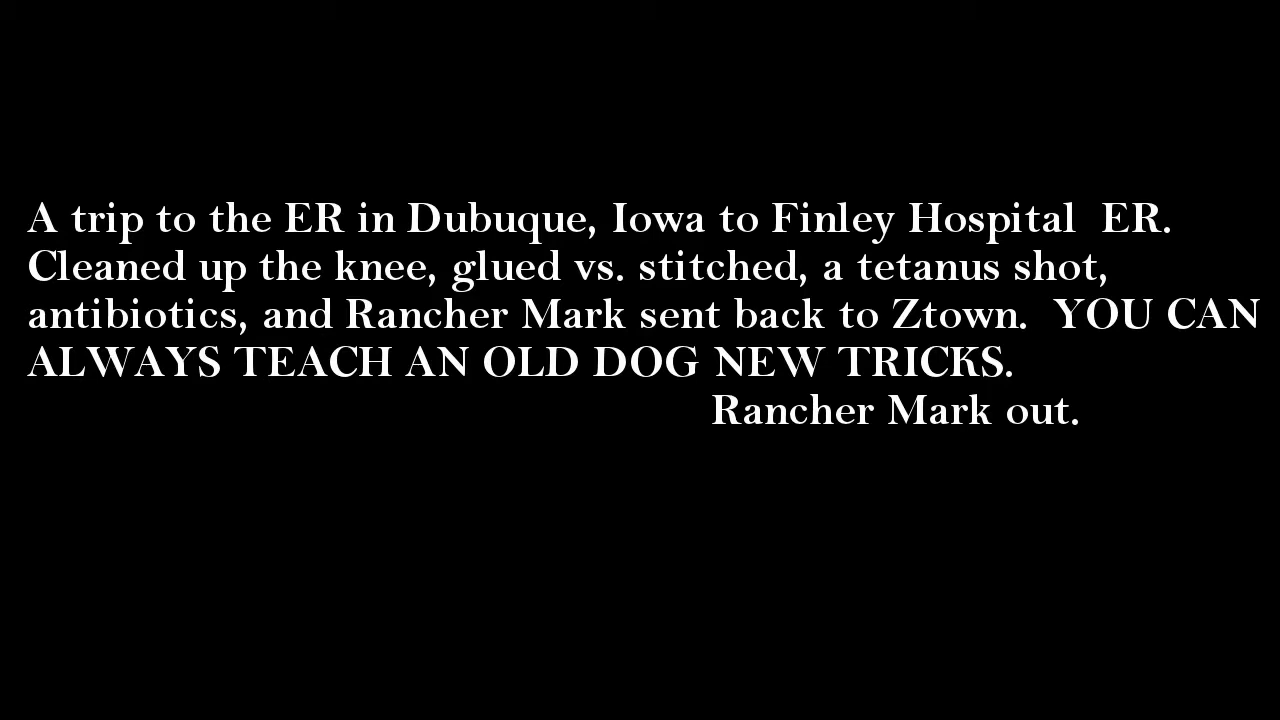 A trip to the ER in Dubuque, Iowa to Finley Hospital  ER.
Cleaned up the knee, glued vs. stitched, a tetanus shot,
antibiotics, and Rancher Mark sent back to Ztown.  YOU CAN
ALWAYS TEACH AN OLD DOG NEW TRICKS.
Rancher Mark out.